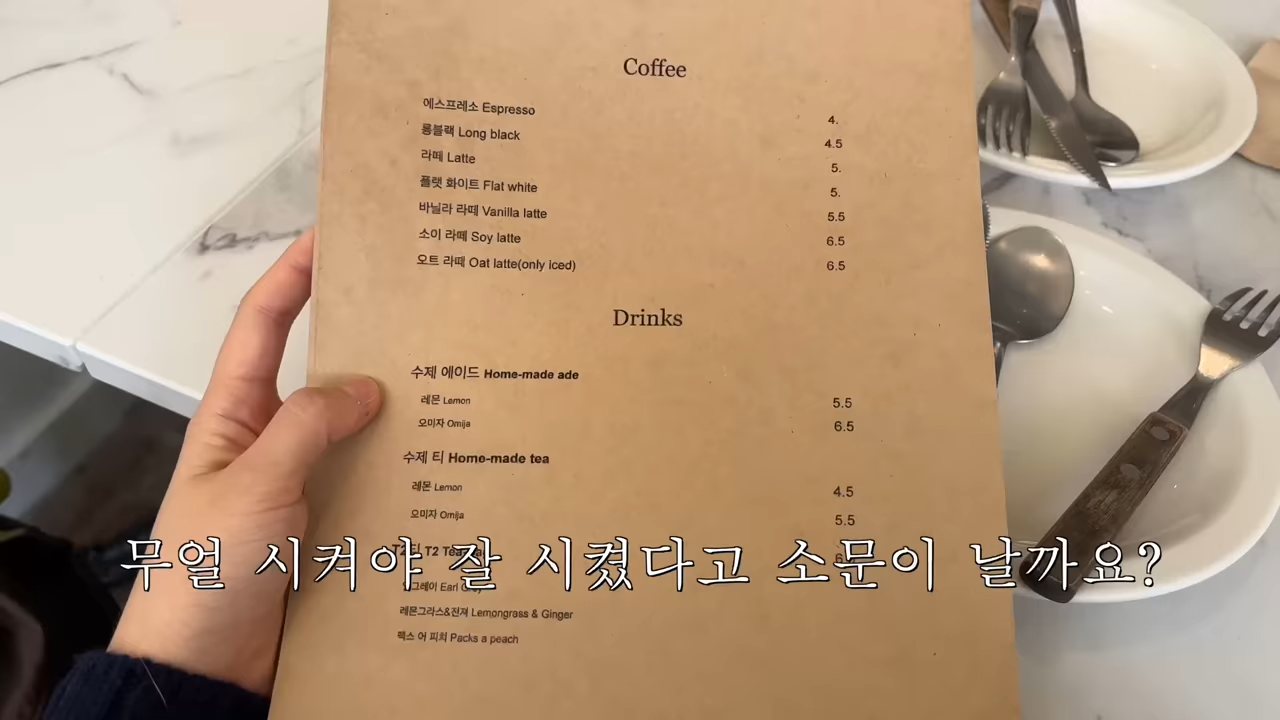 Coffee
에스프레소 Espresso 4.
롱블랙 Long black 4.5
라떼 Latte 5.
플랫 화이트 Flat white 5.
바닐라 라떼 Vanilla latte 5.5
소이 라떼 Soy latte 6.5
오트 라떼 Oat latte(only iced) 6.5
Drinks
수제 에이드 Home-made ade
레몬 Lemon 5.5
오미자 Omija 6.5
수제 티 Home-made tea
레몬 Lemon 4.5
오미자 Omija 5.5
T2 T2
무얼 시켜야 잘 시켰다고 소문이 날까요?
Earl Grey
레몬그라스&진져 Lemongrass & Ginger
팩스 어 피치 Packs a peach